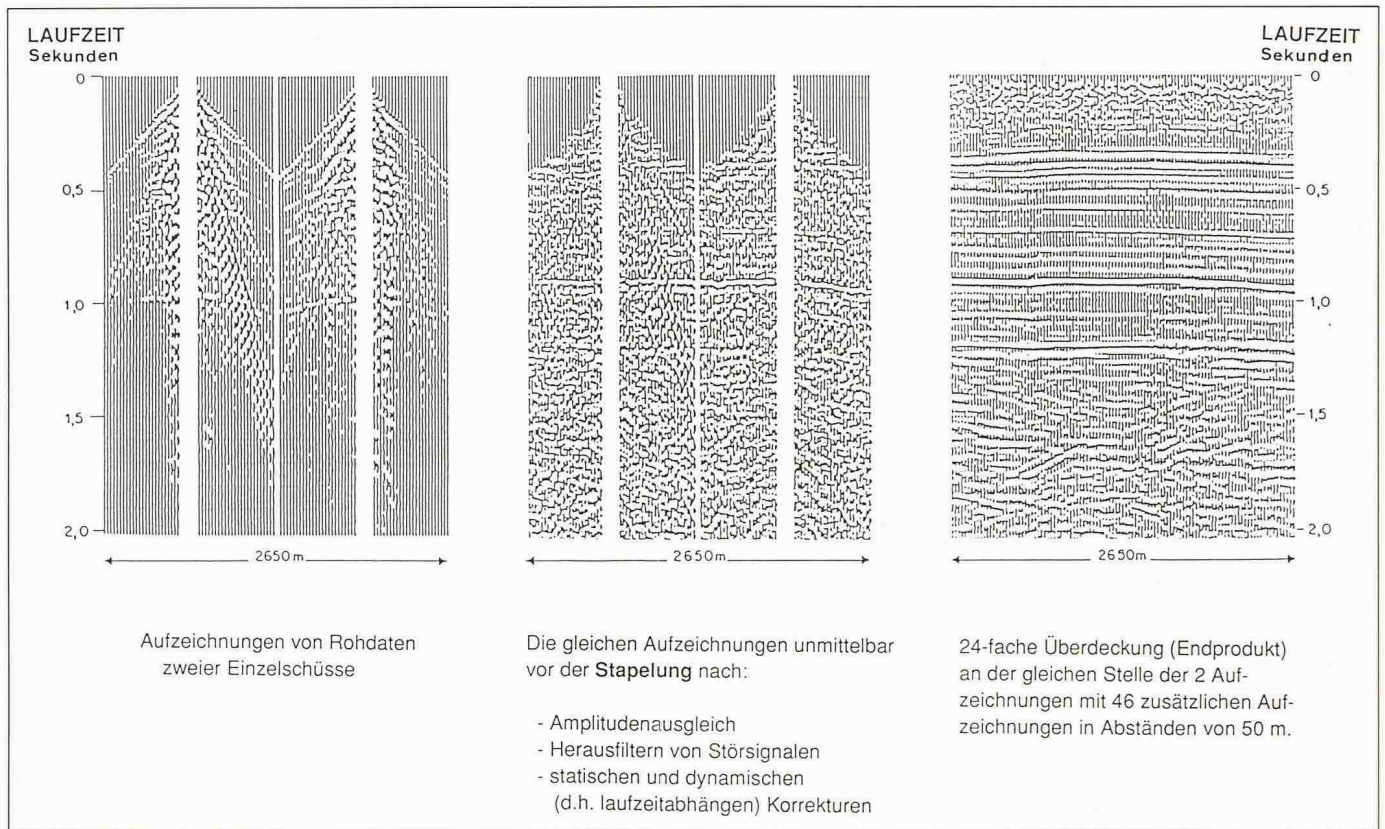 LAUFZEIT
Sekunden
LAUFZEIT
Sekunden
0
0,5
1,0
1,5
2,0
0
0,5
1,0
1,5
2,0
2650m
2650m
2650m
Aufzeichnungen von Rohdaten
zweier Einzelschüsse
Die gleichen Aufzeichnungen unmittelbar
vor der Stapelung nach:
- Amplitudenausgleich
- Herausfiltern von Störsignalen
- statischen und dynamischen
(d.h. laufzeitabhängen) Korrekturen
24-fache Überdeckung (Endprodukt)
an der gleichen Stelle der 2 Auf-
zeichnungen mit 46 zusätzlichen Auf-
zeichnungen in Abständen von 50 m.